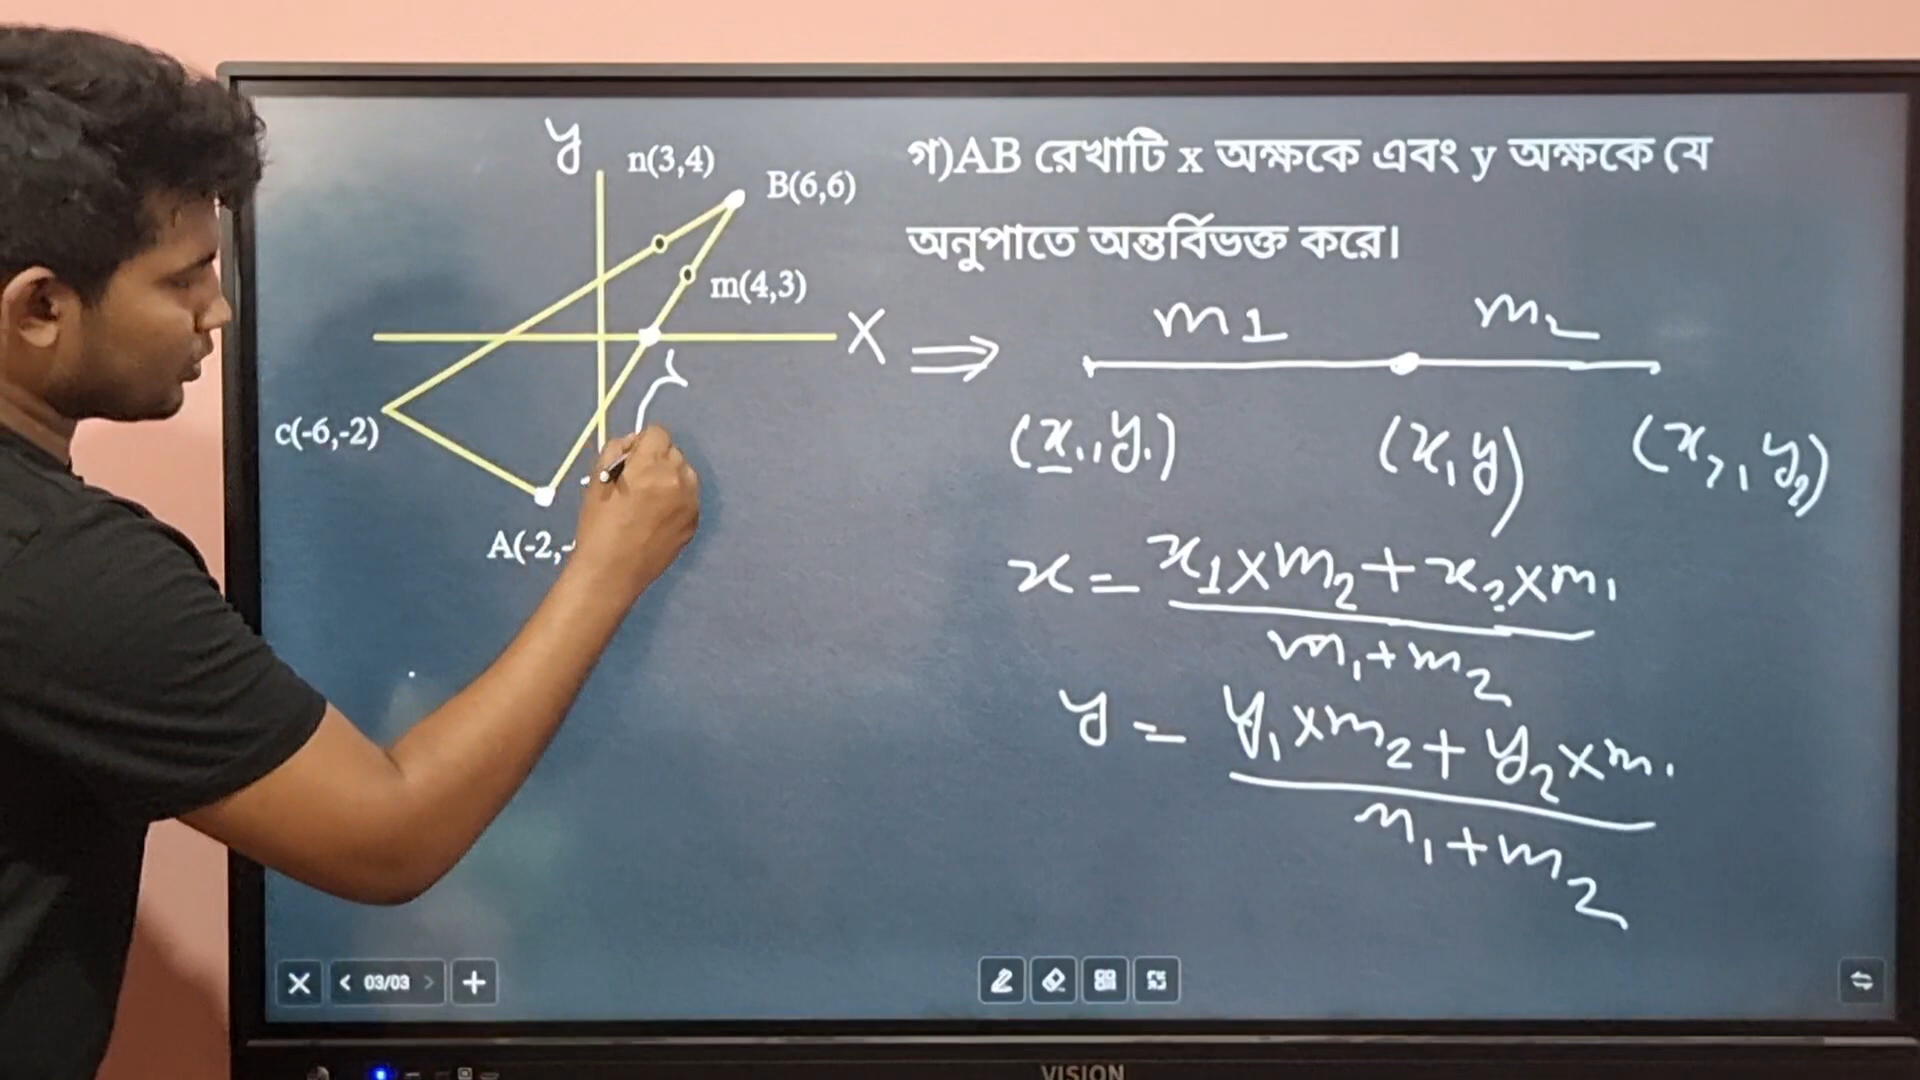 y
n(3,4)
B(6,6)
m(4,3)
X
c(-6,-2)
A(-2,-
গ)AB রেখাটি x অক্ষকে এবং y অক্ষকে যে
অনুপাতে অন্তর্বিভক্ত করে।
⇒ m1 m2
(x₁, y₁) (x, y) (x₂, y₂)
x = x1×m2+x2×m1
m1+m2
y = y1×m2+y2×m1
m1+m2
03/03
VISION